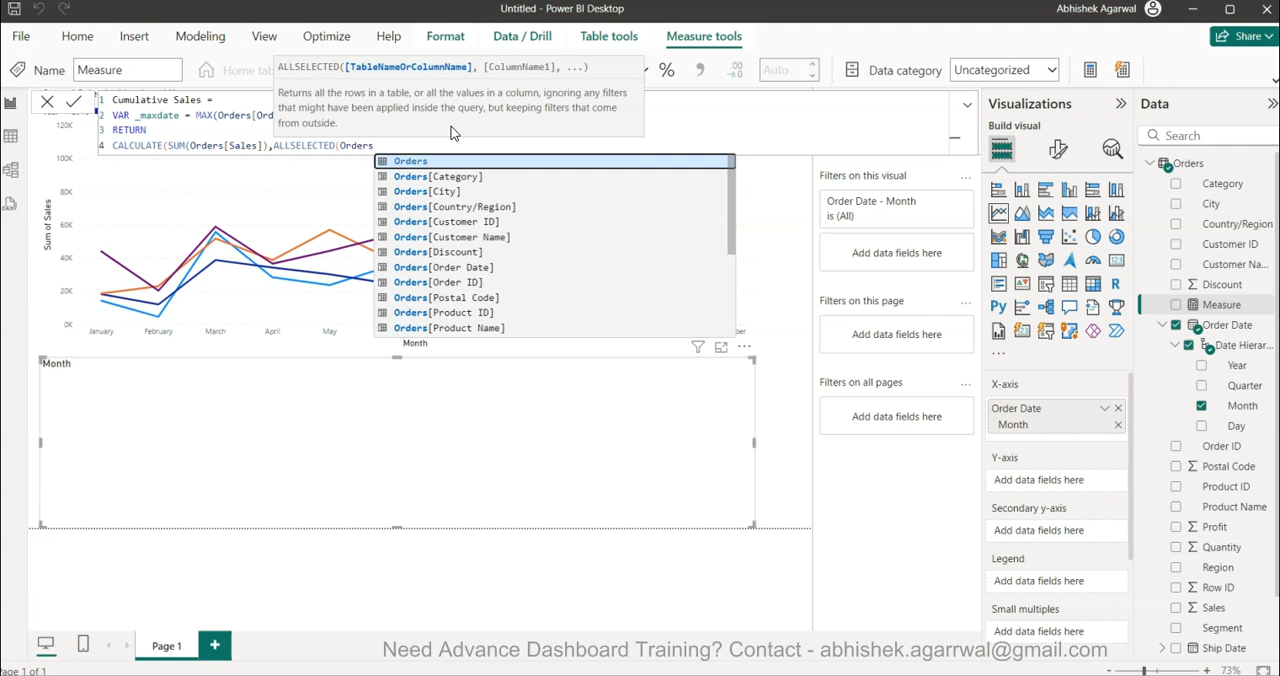 Untitled - Power BI Desktop
Abhishek Agarwal
File Home Insert Modeling View Optimize Help Format Data / Drill Table tools Measure tools
Share
Name Measure Home tab
Auto
Data category Uncategorized
ALLSELECTED([TableNameOrColumnName], [ColumnName1], ...)
Returns all the rows in a table, or all the values in a column, ignoring any filters
that might have been applied inside the query, but keeping filters that come
from outside.
1 Cumulative Sales =
2 VAR _maxdate = MAX(Orders[Ord
3 RETURN
4 CALCULATE(SUM(Orders[Sales]),ALLSELECTED(Orders
Orders
Orders[Category]
Orders[City]
Orders[Country/Region]
Orders[Customer ID]
Orders[Customer Name]
Orders[Discount]
Orders[Order Date]
Orders[Order ID]
Orders[Postal Code]
Orders[Product ID]
Orders[Product Name]
120K
100K
80K
60K
40K
20K
0K
Sum of Sales
January February March April May
Month
Month
Filters on this visual
Order Date - Month
is (All)
Add data fields here
Filters on this page
Add data fields here
Filters on all pages
Add data fields here
Visualizations
Build visual
X-axis
Order Date
Month
Y-axis
Add data fields here
Secondary y-axis
Add data fields here
Legend
Add data fields here
Small multiples
Add data fields here
Data
Search
Orders
Category
City
Country/Region
Customer ID
Customer Na...
Discount
Measure
Order Date
Date Hierar...
Year
Quarter
Month
Day
Order ID
Postal Code
Product ID
Product Name
Profit
Quantity
Region
Row ID
Sales
Segment
Ship Date
Page 1
Need Advance Dashboard Training? Contact - abhishek.agarrwal@gmail.com
Page 1 of 1
73%